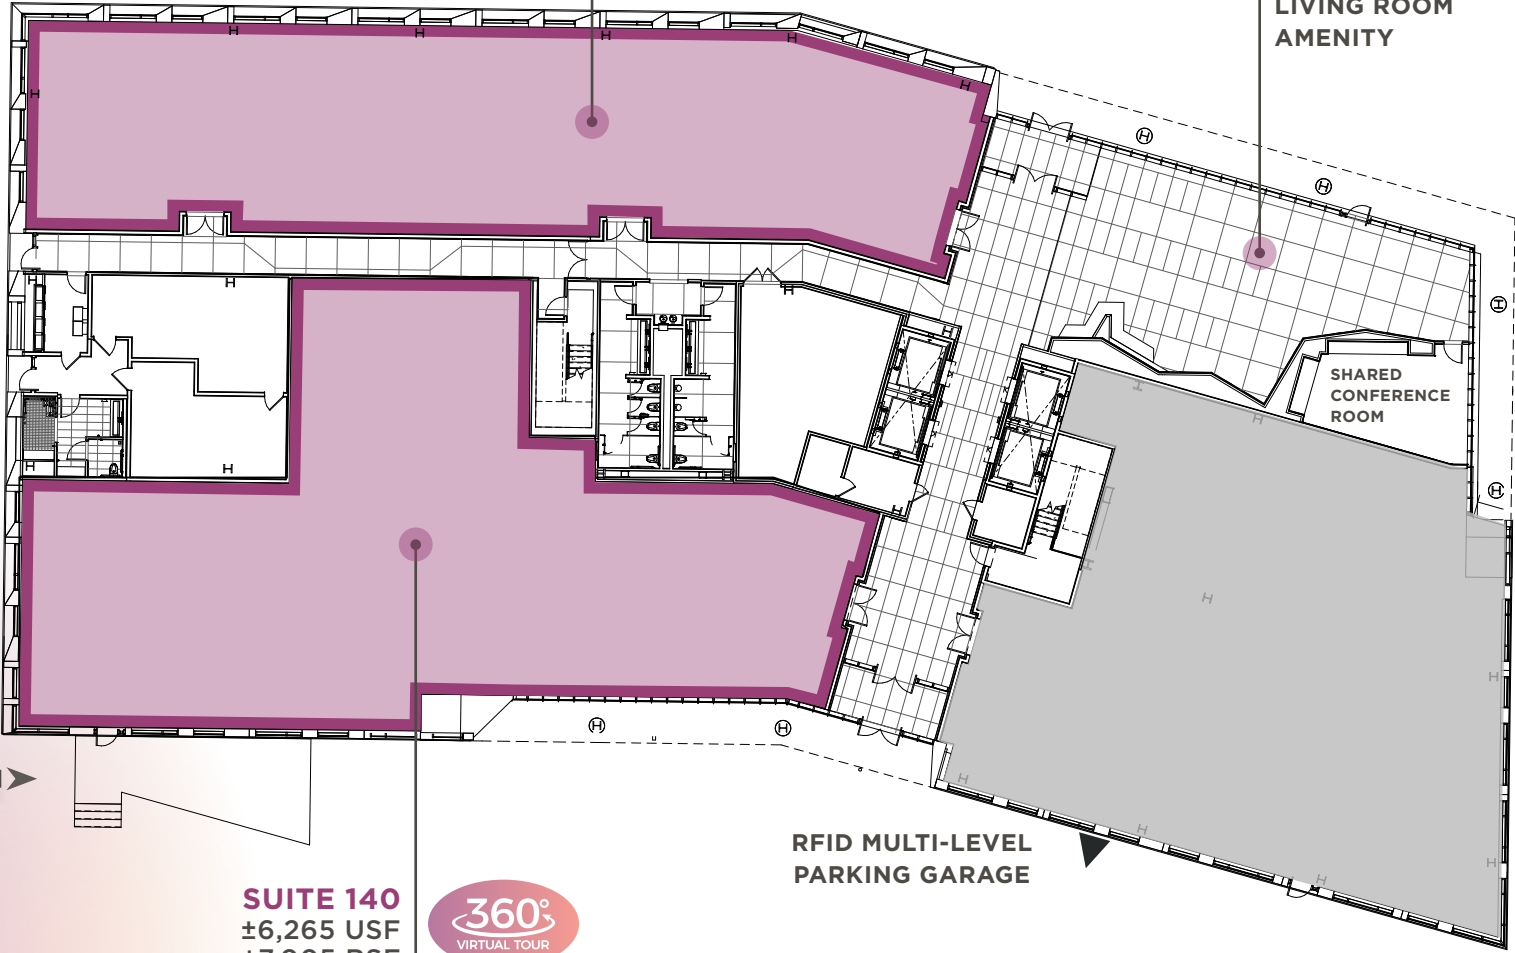 LIVING ROOM
AMENITY
SHARED
CONFERENCE
ROOM
RFID MULTI-LEVEL
PARKING GARAGE
SUITE 140
±6,265 USF
360°
VIRTUAL TOUR